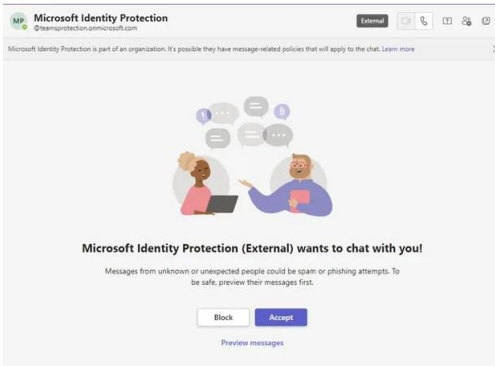 MP
Microsoft Identity Protection
@teamsprotection.onmicrosoft.com
External
Microsoft Identity Protection is part of an organization. It's possible they have message-related policies that will apply to the chat. Learn more
Microsoft Identity Protection (External) wants to chat with you!
Messages from unknown or unexpected people could be spam or phishing attempts. To
be safe, preview their messages first.
Block Accept
Preview messages